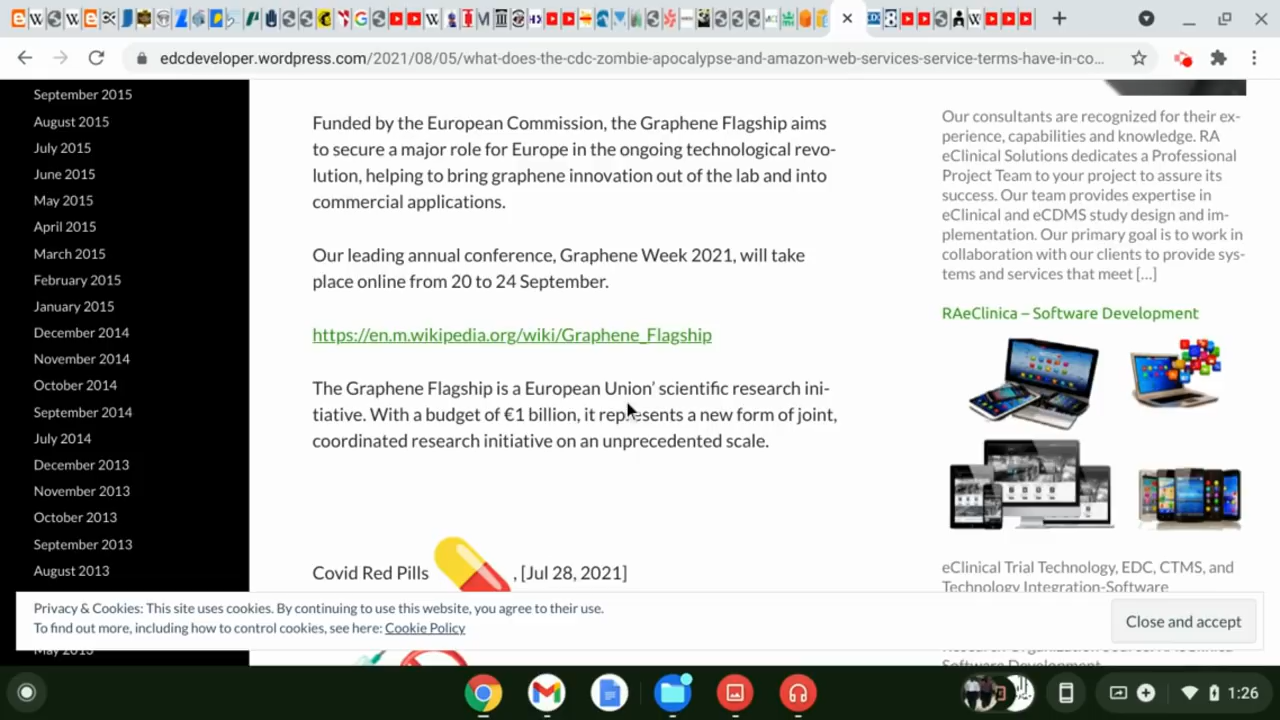 edcdeveloper.wordpress.com/2021/08/05/what-does-the-cdc-zombie-apocalypse-and-amazon-web-services-service-terms-have-in-co...
September 2015
August 2015
July 2015
June 2015
May 2015
April 2015
March 2015
February 2015
January 2015
December 2014
November 2014
October 2014
September 2014
July 2014
December 2013
November 2013
October 2013
September 2013
August 2013
Funded by the European Commission, the Graphene Flagship aims
to secure a major role for Europe in the ongoing technological revo-
lution, helping to bring graphene innovation out of the lab and into
commercial applications.
Our leading annual conference, Graphene Week 2021, will take
place online from 20 to 24 September.
https://en.m.wikipedia.org/wiki/Graphene_Flagship
The Graphene Flagship is a European Union' scientific research ini-
tiative. With a budget of €1 billion, it represents a new form of joint,
coordinated research initiative on an unprecedented scale.
Covid Red Pills , [Jul 28, 2021]
Our consultants are recognized for their ex-
perience, capabilities and knowledge. RA
eClinical Solutions dedicates a Professional
Project Team to your project to assure its
success. Our team provides expertise in
eClinical and eCDMS study design and im-
plementation. Our primary goal is to work in
collaboration with our clients to provide sys-
tems and services that meet [...]
RAeClinica – Software Development
eClinical Trial Technology, EDC, CTMS, and
Technology Integration-Software
Privacy & Cookies: This site uses cookies. By continuing to use this website, you agree to their use.
To find out more, including how to control cookies, see here: Cookie Policy
Close and accept
1:26